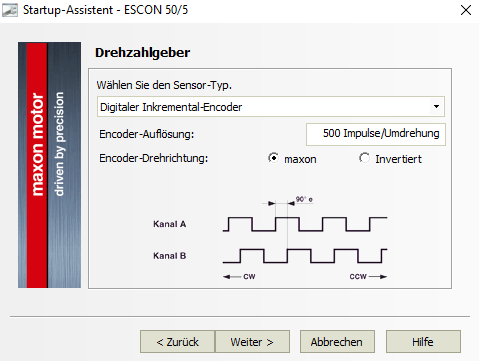 Startup-Assistent - ESCON 50/5
Drehzahlgeber
maxon motor
driven by precision
Wählen Sie den Sensor-Typ.
Digitaler Inkremental-Encoder
Encoder-Auflösung: 500 Impulse/Umdrehung
Encoder-Drehrichtung: maxon Invertiert
90° e
Kanal A
Kanal B
CW CCW
< Zurück Weiter > Abbrechen Hilfe